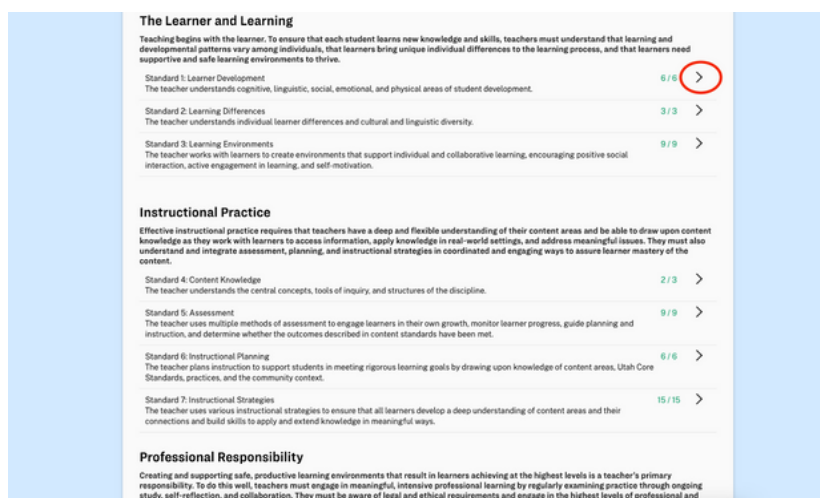 The Learner and Learning
Teaching begins with the learner. To ensure that each student learns new knowledge and skills, teachers must understand that learning and
developmental patterns vary among individuals, that learners bring unique individual differences to the learning process, and that learners need
supportive and safe learning environments to thrive.
Standard 1: Learner Development 6 / 6
The teacher understands cognitive, linguistic, social, emotional, and physical areas of student development.
Standard 2: Learning Differences 3 / 3
The teacher understands individual learner differences and cultural and linguistic diversity.
Standard 3: Learning Environments 9 / 9
The teacher works with learners to create environments that support individual and collaborative learning, encouraging positive social
interaction, active engagement in learning, and self-motivation.
Instructional Practice
Effective instructional practice requires that teachers have a deep and flexible understanding of their content areas and be able to draw upon content
knowledge as they work with learners to access information, apply knowledge in real-world settings, and address meaningful issues. They must also
understand and integrate assessment, planning, and instructional strategies in coordinated and engaging ways to assure learner mastery of the
content.
Standard 4: Content Knowledge 2 / 3
The teacher understands the central concepts, tools of inquiry, and structures of the discipline.
Standard 5: Assessment 9 / 9
The teacher uses multiple methods of assessment to engage learners in their own growth, monitor learner progress, guide planning and
instruction, and determine whether the outcomes described in content standards have been met.
Standard 6: Instructional Planning 6 / 6
The teacher plans instruction to support students in meeting rigorous learning goals by drawing upon knowledge of content areas, Utah Core
Standards, practices, and the community context.
Standard 7: Instructional Strategies 15 / 15
The teacher uses various instructional strategies to ensure that all learners develop a deep understanding of content areas and their
connections and build skills to apply and extend knowledge in meaningful ways.
Professional Responsibility
Creating and supporting safe, productive learning environments that result in learners achieving at the highest levels is a teacher's primary
responsibility. To do this well, teachers must engage in meaningful, intensive professional learning by regularly examining practice through ongoing
study, self-reflection, and collaboration. They must be aware of legal and ethical requirements and engage in the highest levels of professional and